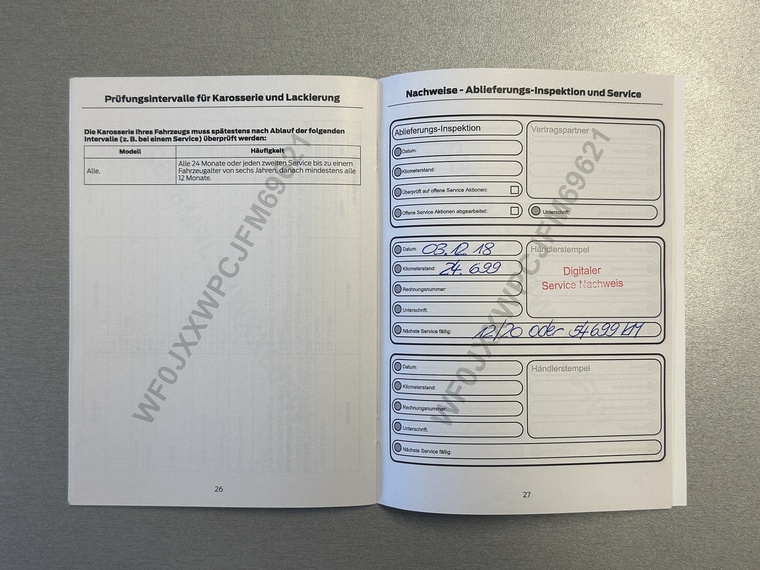 Prüfungsintervalle für Karosserie und Lackierung
Die Karosserie Ihres Fahrzeugs muss spätestens nach Ablauf der folgenden
Intervalle (z. B. bei einem Service) überprüft werden:
Modell Häufigkeit
Alle. Alle 24 Monate oder jeden zweiten Service bis zu einem
Fahrzeugalter von sechs Jahren, danach mindestens alle
12 Monate.
WF0JXXWPCJFM69621
26
Nachweise - Ablieferungs-Inspektion und Service
Ablieferungs-Inspektion
Vertragspartner
Datum:
Kilometerstand:
Überprüft auf offene Service Aktionen:
Offene Service Aktionen abgearbeitet:
Unterschrift:
Datum: 03.12.18
Händlerstempel
Kilometerstand: 24.699
Digitaler
Service Nachweis
Rechnungsnummer:
Unterschrift:
Nächste Service fällig: 12/20 oder 54699 KM
Datum:
Händlerstempel
Kilometerstand:
Rechnungsnummer:
Unterschrift:
Nächste Service fällig:
WF0JXXWPCJFM69621
27